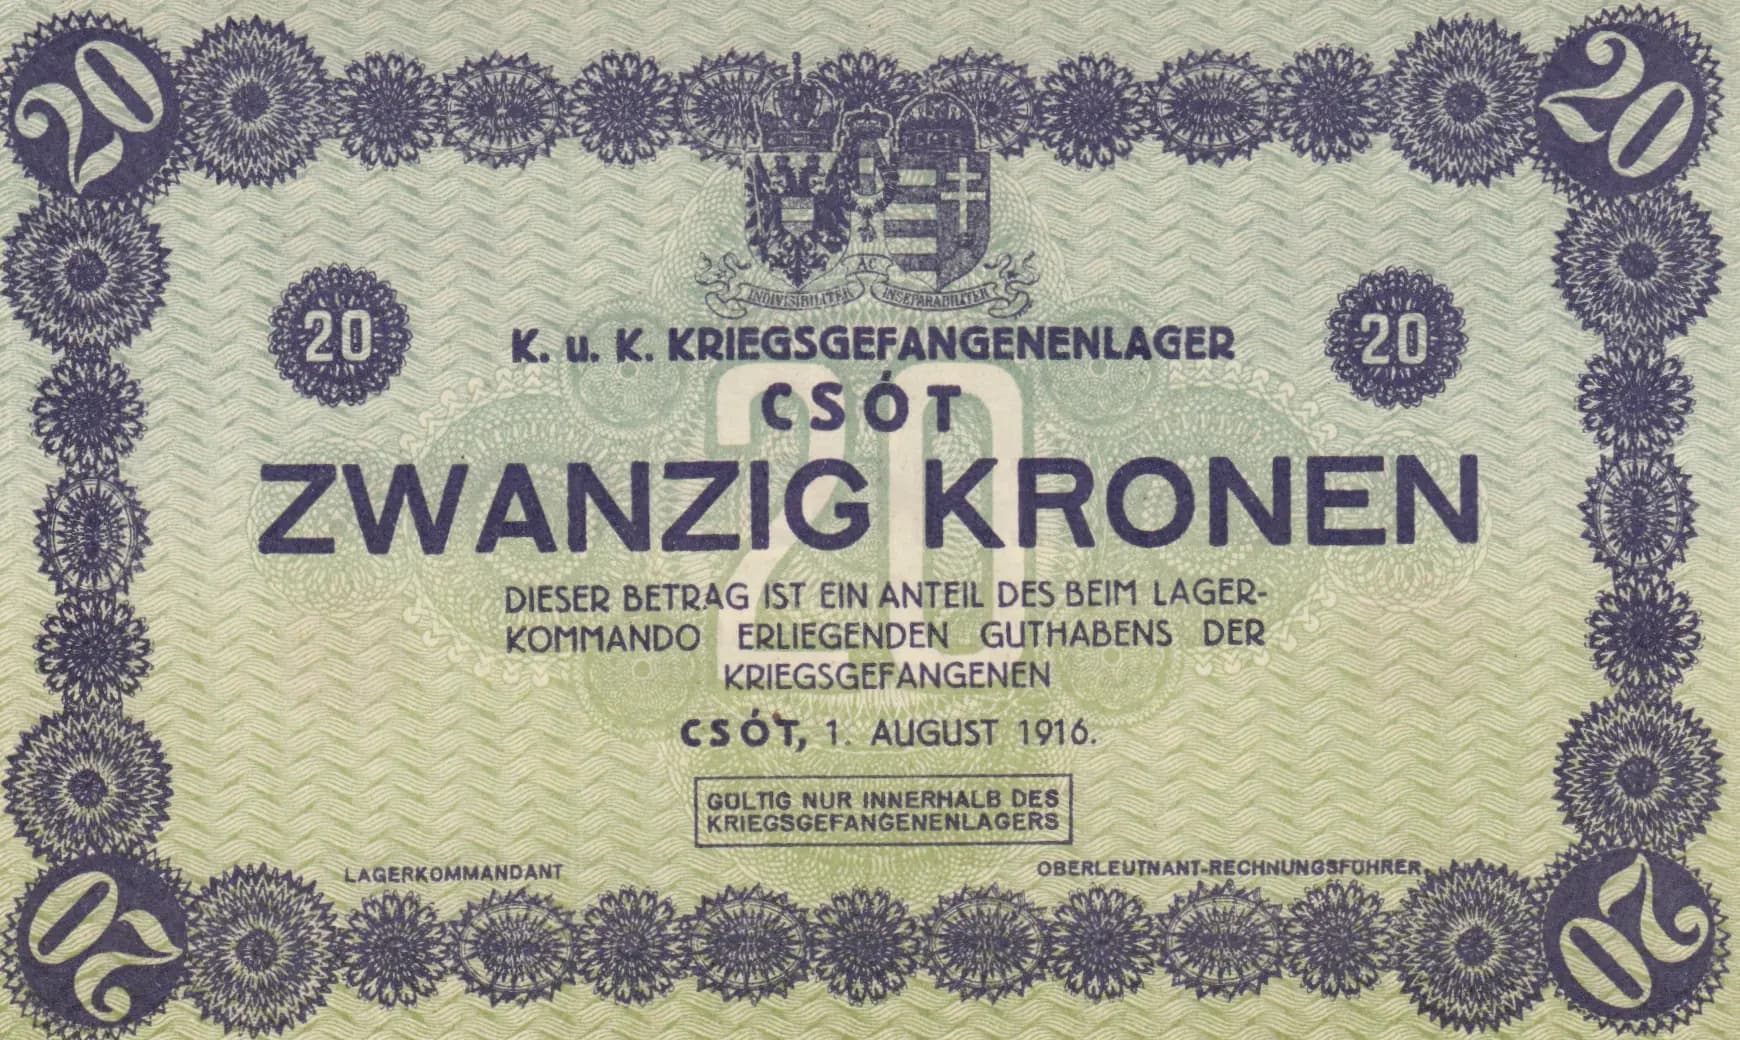 20 20
INDIVISIBILITER AC INSEPARABILITER
20 20
K. u. K. KRIEGSGEFANGENENLAGER
CSÓT
20
ZWANZIG KRONEN
DIESER BETRAG IST EIN ANTEIL DES BEIM LAGER-
KOMMANDO ERLIEGENDEN GUTHABENS DER
KRIEGSGEFANGENEN
CSÓT, 1. AUGUST 1916.
GÜLTIG NUR INNERHALB DES
KRIEGSGEFANGENENLAGERS
LAGERKOMMANDANT OBERLEUTNANT-RECHNUNGSFÜHRER
20 20